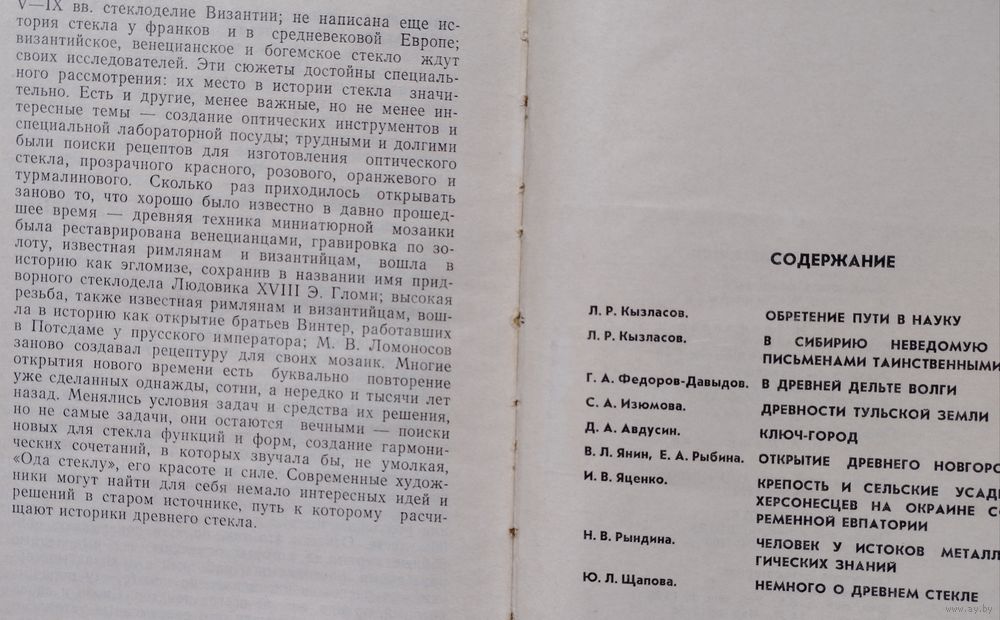 V—IX вв. стеклоделие Византии; не написана еще ис-
тория стекла у франков и в средневековой Европе;
византийское, венецианское и богемское стекло ждут
своих исследователей. Эти сюжеты достойны специаль-
ного рассмотрения: их место в истории стекла значи-
тельно. Есть и другие, менее важные, но не менее ин-
тересные темы — создание оптических инструментов и
специальной лабораторной посуды; трудными и долгими
были поиски рецептов для изготовления оптического
стекла, прозрачного красного, розового, оранжевого и
турмалинового. Сколько раз приходилось открывать
заново то, что хорошо было известно в давно прошед-
шее время — древняя техника миниатюрной мозаики
была реставрирована венецианцами, гравировка по зо-
лоту, известная римлянам и византийцам, вошла в
историю как эгломизе, сохранив в названии имя прид-
ворного стеклодела Людовика XVIII Э. Гломи; высокая
резьба, также известная римлянам и византийцам, вош-
ла в историю как открытие братьев Винтер, работавших
в Потсдаме у прусского императора; М. В. Ломоносов
заново создавал рецептуру для своих мозаик. Многие
открытия нового времени есть буквально повторение
уже сделанных однажды, сотни, а нередко и тысячи лет
назад. Менялись условия задач и средства их решения,
но не самые задачи, они остаются вечными — поиски
новых для стекла функций и форм, создание гармони-
ческих сочетаний, в которых звучала бы, не умолкая,
«Ода стеклу», его красоте и силе. Современные худож-
ники могут найти для себя немало интересных идей и
решений в старом источнике, путь к которому расчи-
щают историки древнего стекла.
СОДЕРЖАНИЕ
Л. Р. Кызласов. ОБРЕТЕНИЕ ПУТИ В НАУКУ
Л. Р. Кызласов. В СИБИРИЮ НЕВЕДОМУЮ
ПИСЬМЕНАМИ ТАИНСТВЕННЫМИ
Г. А. Федоров-Давыдов. В ДРЕВНЕЙ ДЕЛЬТЕ ВОЛГИ
С. А. Изюмова. ДРЕВНОСТИ ТУЛЬСКОЙ ЗЕМЛИ
Д. А. Авдусин. КЛЮЧ-ГОРОД
В. Л. Янин, Е. А. Рыбина. ОТКРЫТИЕ ДРЕВНЕГО НОВГОРО
И. В. Яценко. КРЕПОСТЬ И СЕЛЬСКИЕ УСАДЬ
ХЕРСОНЕСЦЕВ НА ОКРАИНЕ СО
РЕМЕННОЙ ЕВПАТОРИИ
Н. В. Рындина. ЧЕЛОВЕК У ИСТОКОВ МЕТАЛЛ
ГИЧЕСКИХ ЗНАНИЙ
Ю. Л. Щапова. НЕМНОГО О ДРЕВНЕМ СТЕКЛЕ
www.ay.by